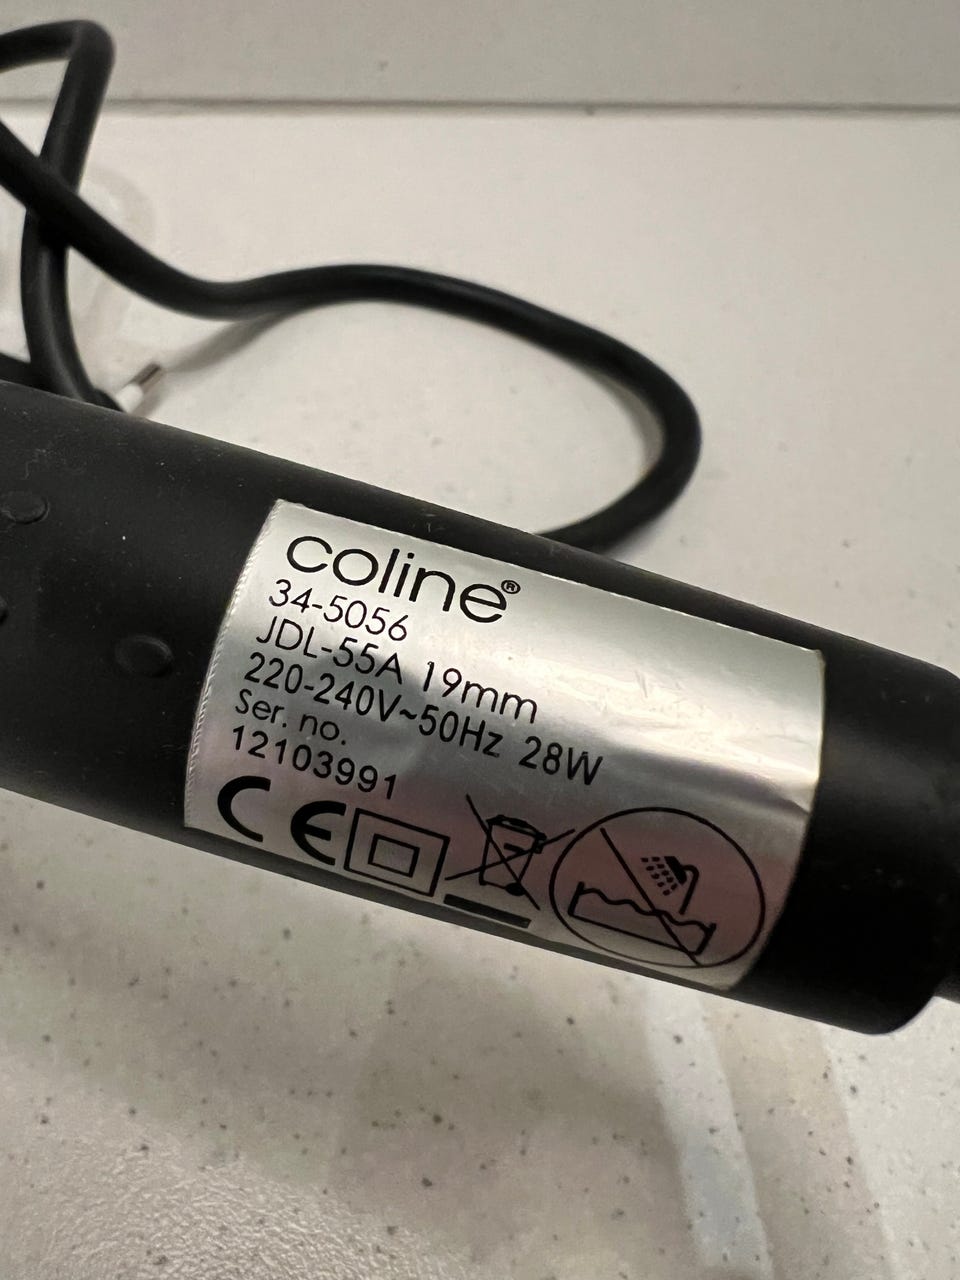 coline®
34-5056
JDL-55A 19mm
220-240V~50Hz 28W
Ser. no.
12103991
CE